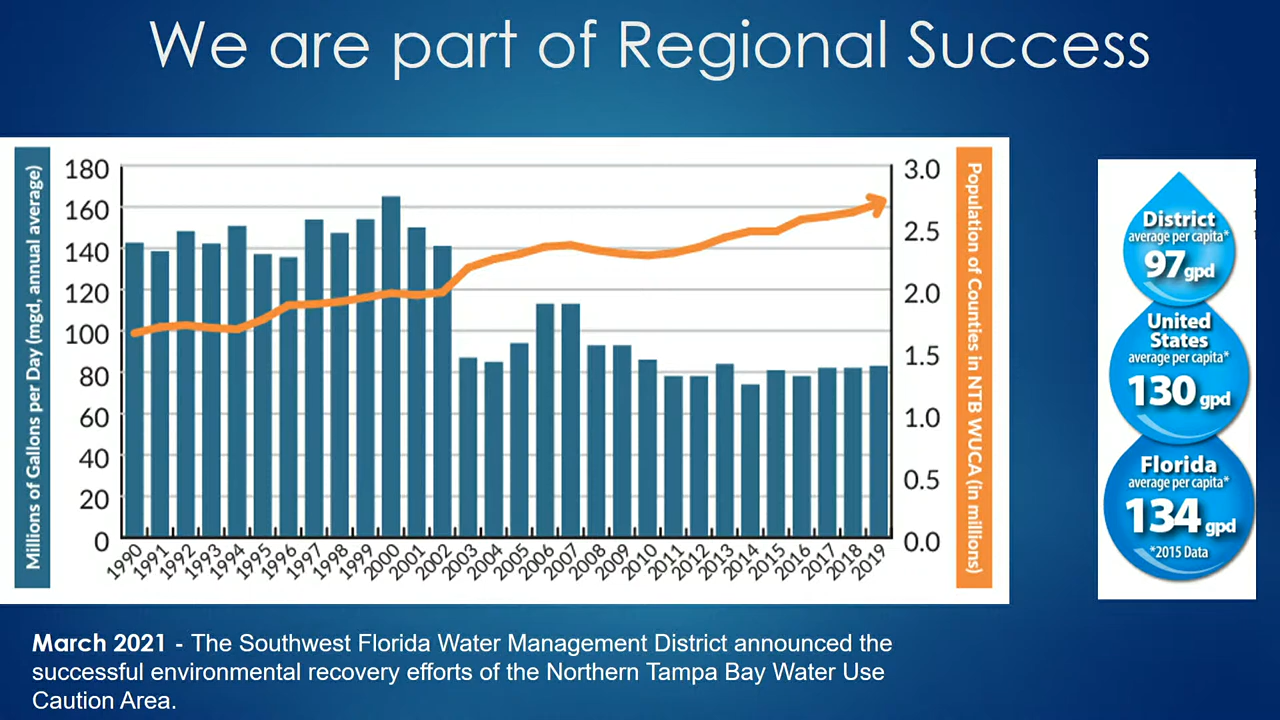 We are part of Regional Success
Millions of Gallons per Day (mgd, annual average)
180
160
140
120
100
80
60
40
20
0
1990
1991
1992
1993
1994
1995
1996
1997
1998
1999
2000
2001
2002
2003
2004
2005
2006
2007
2008
2009
2010
2011
2012
2013
2014
2015
2016
2017
2018
2019
3.0
2.5
2.0
1.5
1.0
0.5
0.0
Population of Counties in NTB WUCA (in millions)
District
average per capita*
97 gpd
United
States
average per capita*
130 gpd
Florida
average per capita*
134 gpd
*2015 Data
March 2021 - The Southwest Florida Water Management District announced the
successful environmental recovery efforts of the Northern Tampa Bay Water Use
Caution Area.